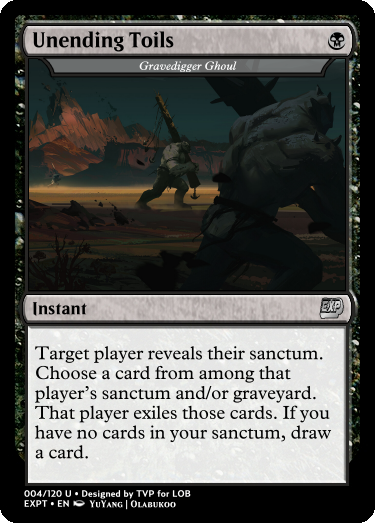 Unending Toils
Gravedigger Ghoul
Instant
EXP
Target player reveals their sanctum.
Choose a card from among that
player's sanctum and/or graveyard.
That player exiles those cards. If you
have no cards in your sanctum, draw
a card.
004/120 U • Designed by TVP for LOB
EXPT • EN YuYang | Olabukoo